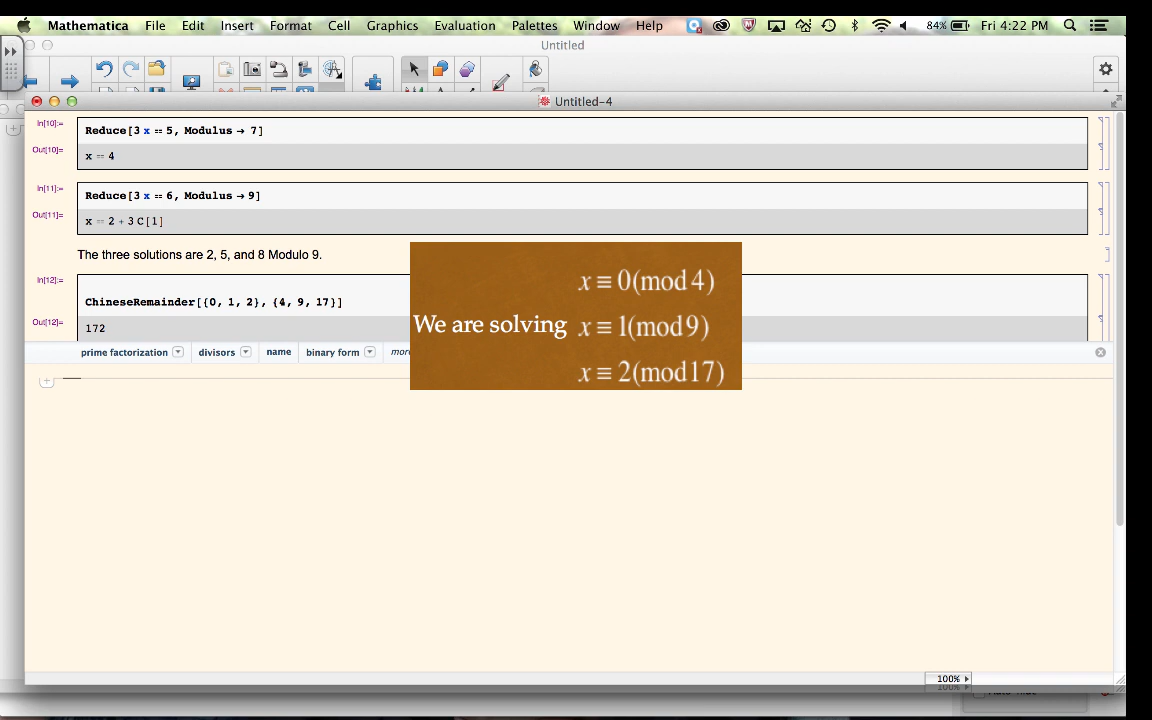 Mathematica File Edit Insert Format Cell Graphics Evaluation Palettes Window Help 84% Fri 4:22 PM
Untitled
Untitled-4
In[10]:= Reduce[3 x == 5, Modulus → 7]
Out[10]= x == 4
In[11]:= Reduce[3 x == 6, Modulus → 9]
Out[11]= x == 2 + 3 C[1]
The three solutions are 2, 5, and 8 Modulo 9.
In[12]:= ChineseRemainder[{0, 1, 2}, {4, 9, 17}]
Out[12]= 172
x ≡ 0(mod 4)
We are solving x ≡ 1(mod 9)
x ≡ 2(mod 17)
prime factorization divisors name binary form
100%
100%